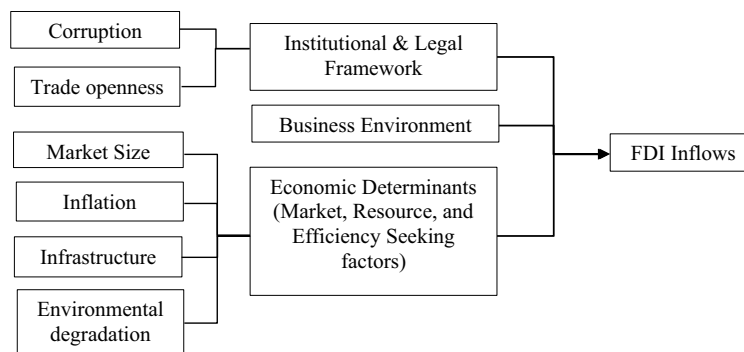 Corruption
Trade openness
Market Size
Inflation
Infrastructure
Environmental
degradation
Institutional & Legal
Framework
Business Environment
Economic Determinants
(Market, Resource, and
Efficiency Seeking
factors)
FDI Inflows